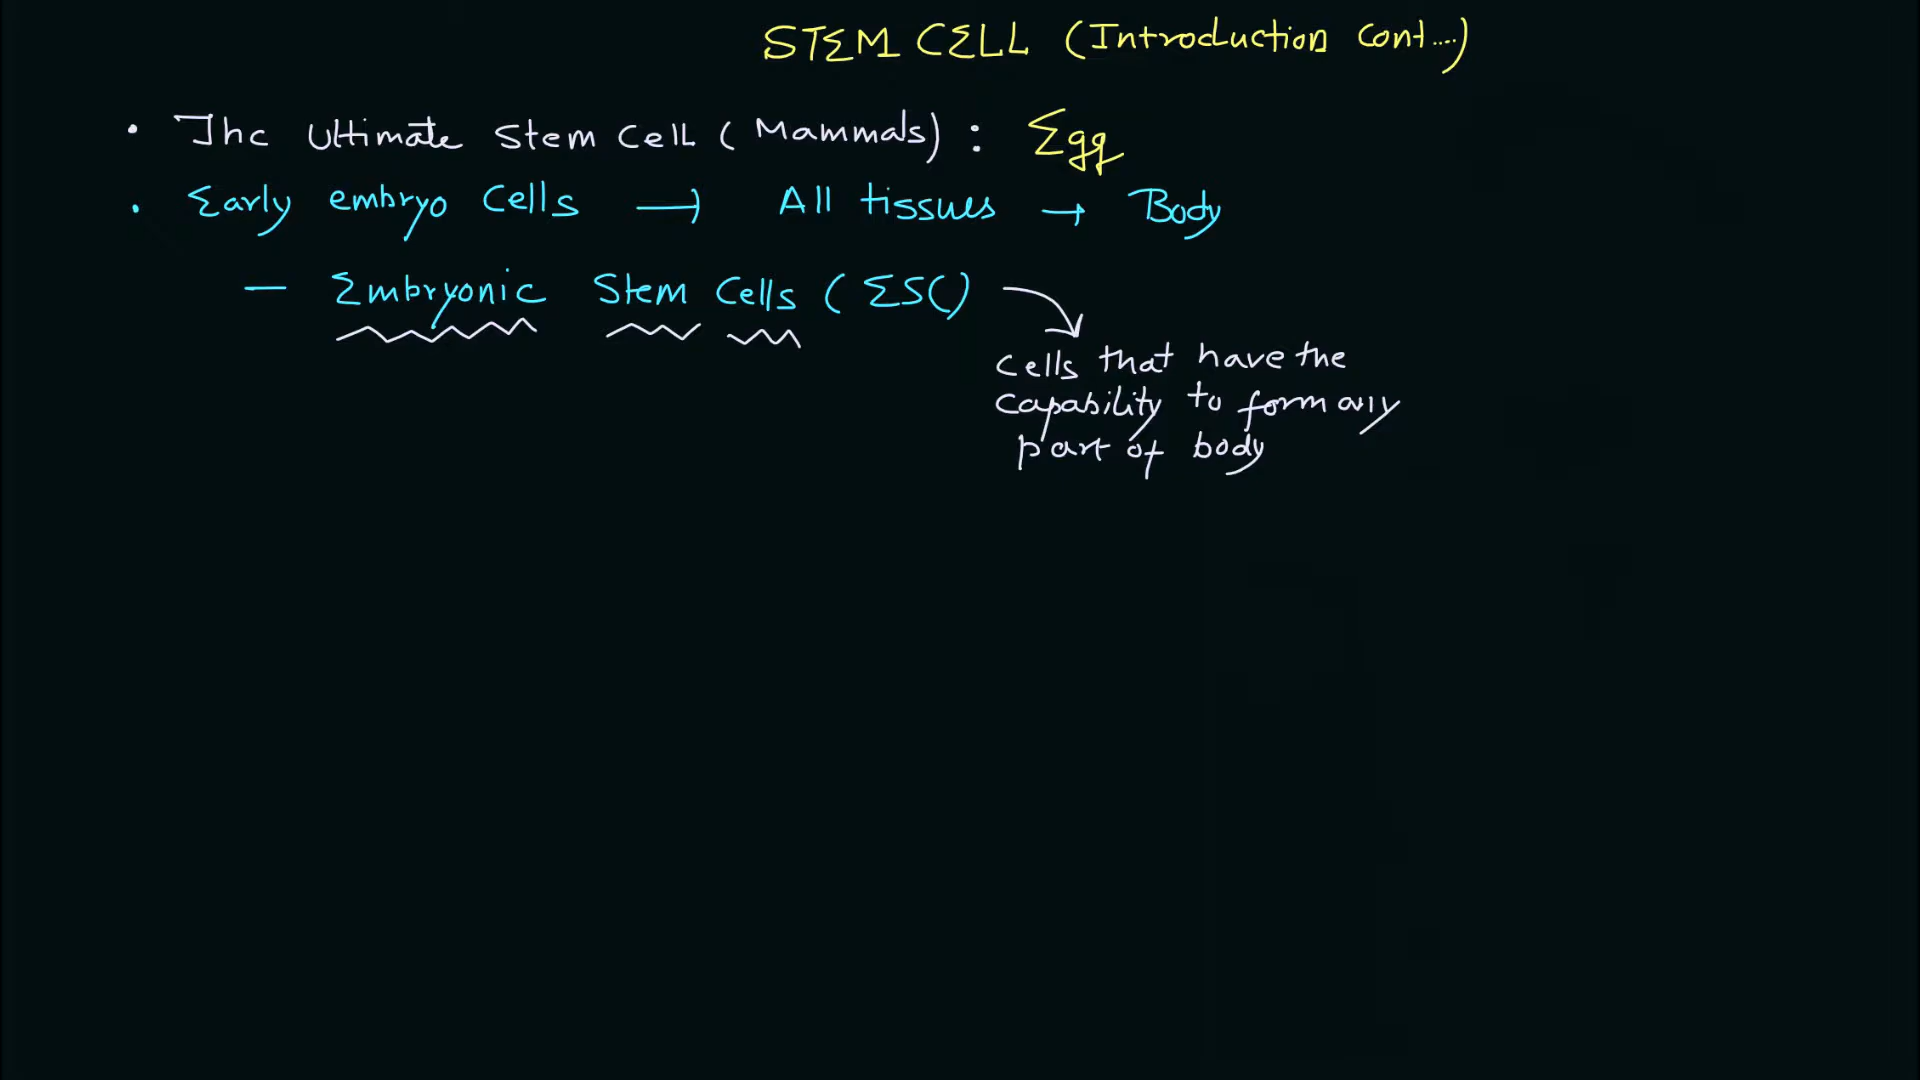 STEM CELL (Introduction cont....)
• The Ultimate Stem Cell (Mammals) : Egg
• Early embryo Cells → All tissues → Body
— Embryonic Stem Cells (ESC)
Cells that have the
capability to form any
part of body